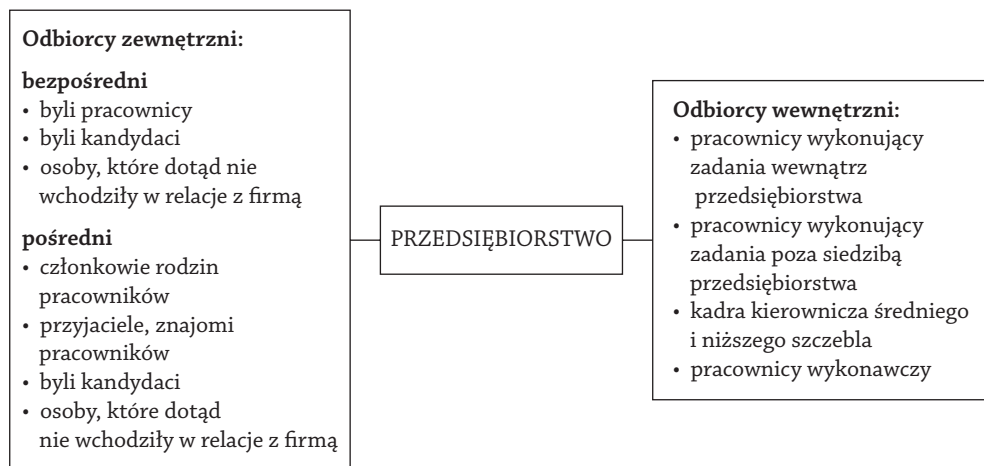 Odbiorcy zewnętrzni:
bezpośredni
• byli pracownicy
• byli kandydaci
• osoby, które dotąd nie
wchodziły w relacje z firmą
pośredni
• członkowie rodzin
pracowników
• przyjaciele, znajomi
pracowników
• byli kandydaci
• osoby, które dotąd
nie wchodziły w relacje z firmą
PRZEDSIĘBIORSTWO
Odbiorcy wewnętrzni:
• pracownicy wykonujący
zadania wewnątrz
przedsiębiorstwa
• pracownicy wykonujący
zadania poza siedzibą
przedsiębiorstwa
• kadra kierownicza średniego
i niższego szczebla
• pracownicy wykonawczy